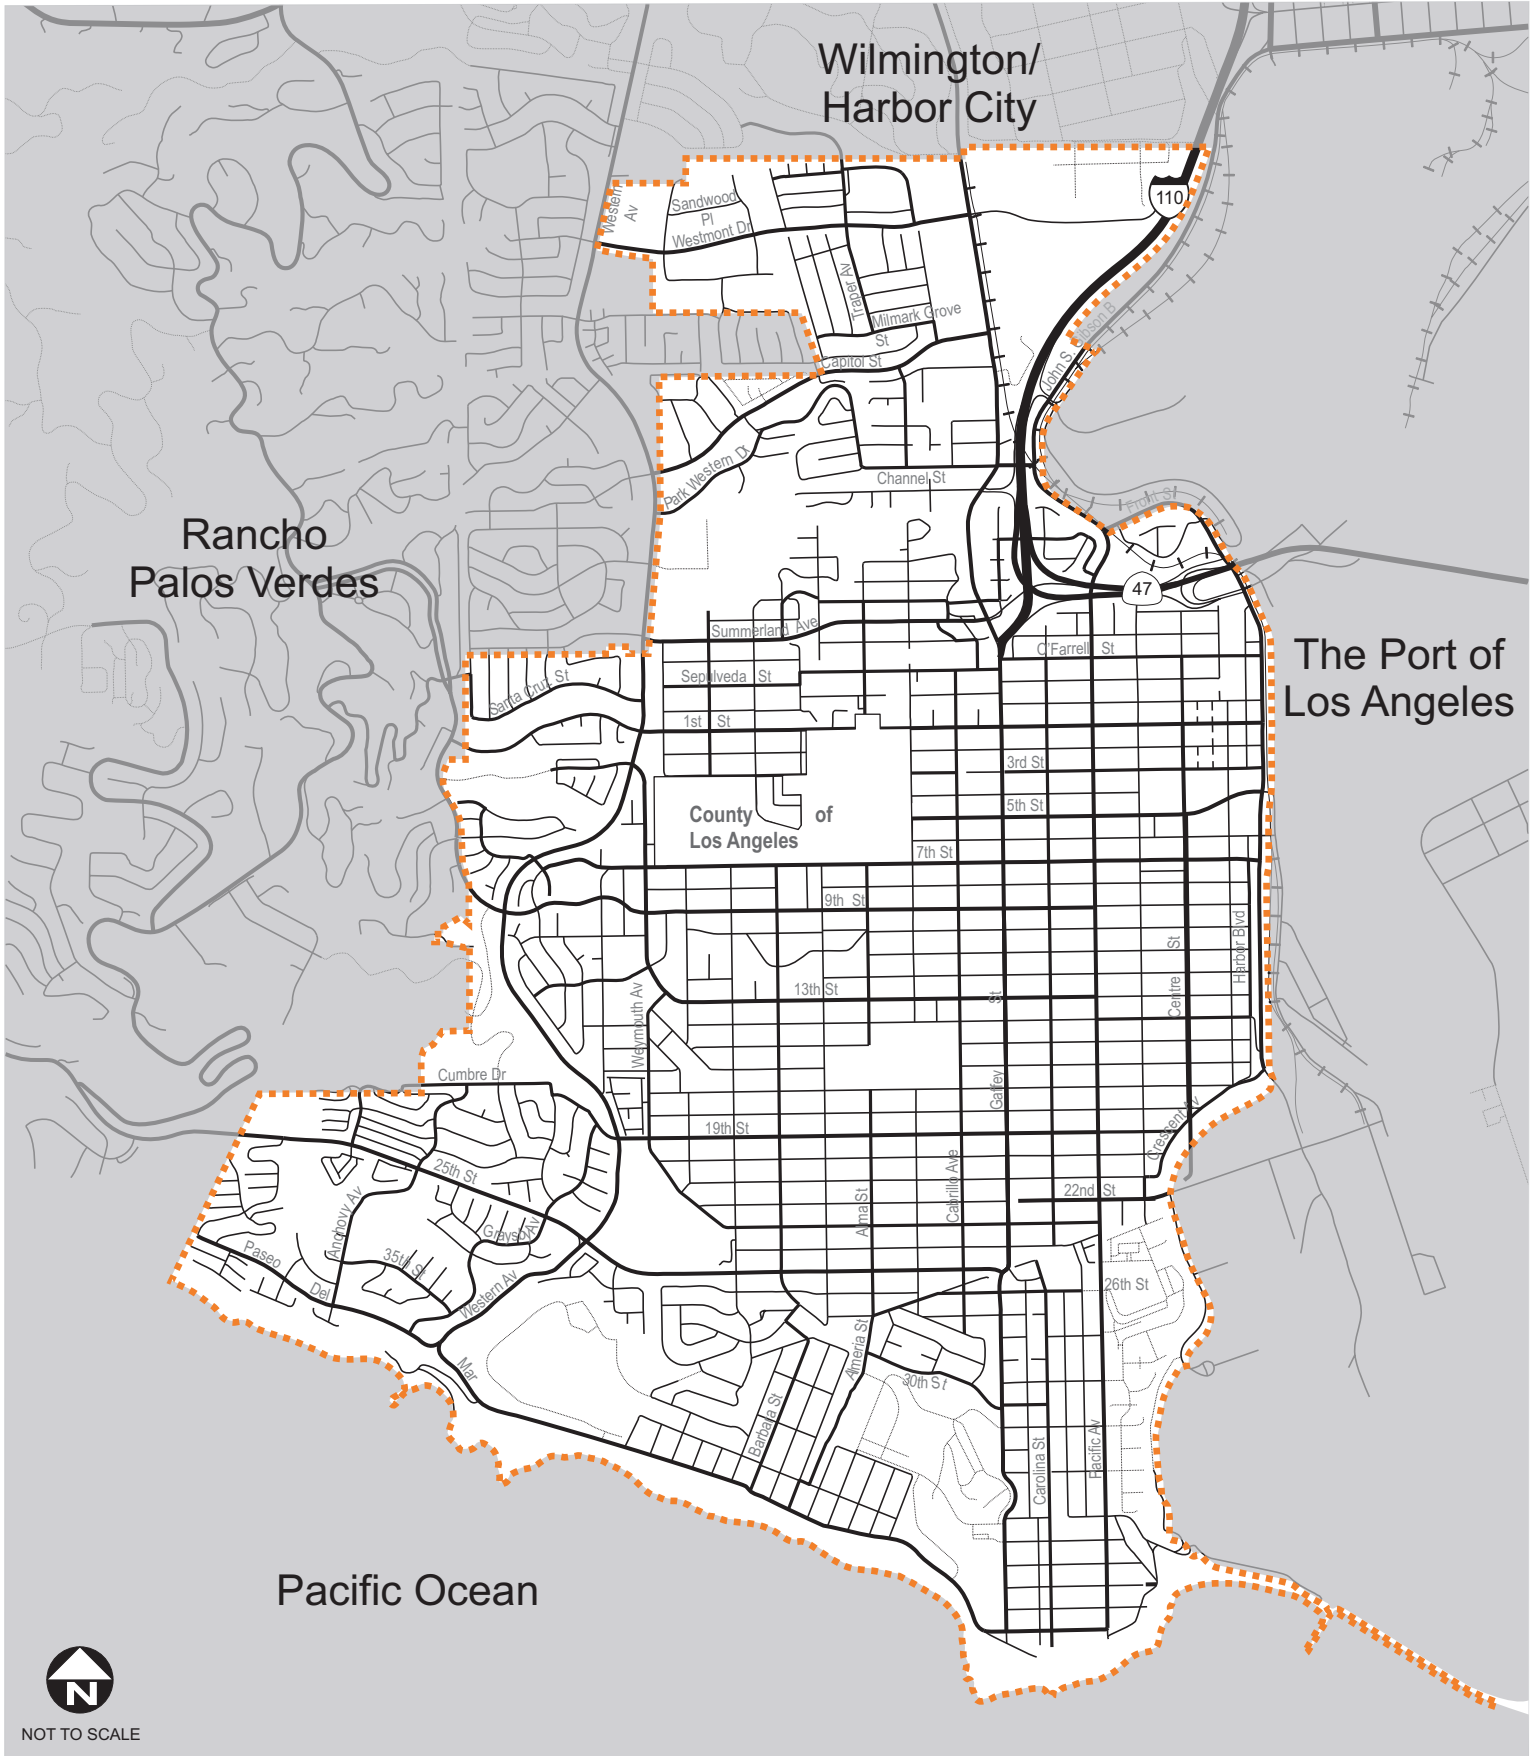 Wilmington/
Harbor City
110
Western
Av
Sandwood
Pl
Westmont Dr
Traper Av
Milmark Grove
St
Capitol St
John S. Gibson B
Park Western Dr
Channel St
Front S
Rancho
Palos Verdes
47
Summerland Ave
O'Farrell St
The Port of
Los Angeles
Sepulveda St
Santa Cruz St
1st St
3rd St
5th St
County of
Los Angeles
7th St
9th St
Harbor Blvd
Centre St
13th St
Weymouth Av
Gaffey St
Cumbre Dr
19th St
Crescent Av
25th St
22nd St
Cabrillo Ave
Alma St
Anchovy Av
Grayson Av
Paseo
35th St
Del
Western Av
26th St
Mar
Almeria St
30th St
Barbara St
Carolina St
Pacific Av
Pacific Ocean
N
NOT TO SCALE